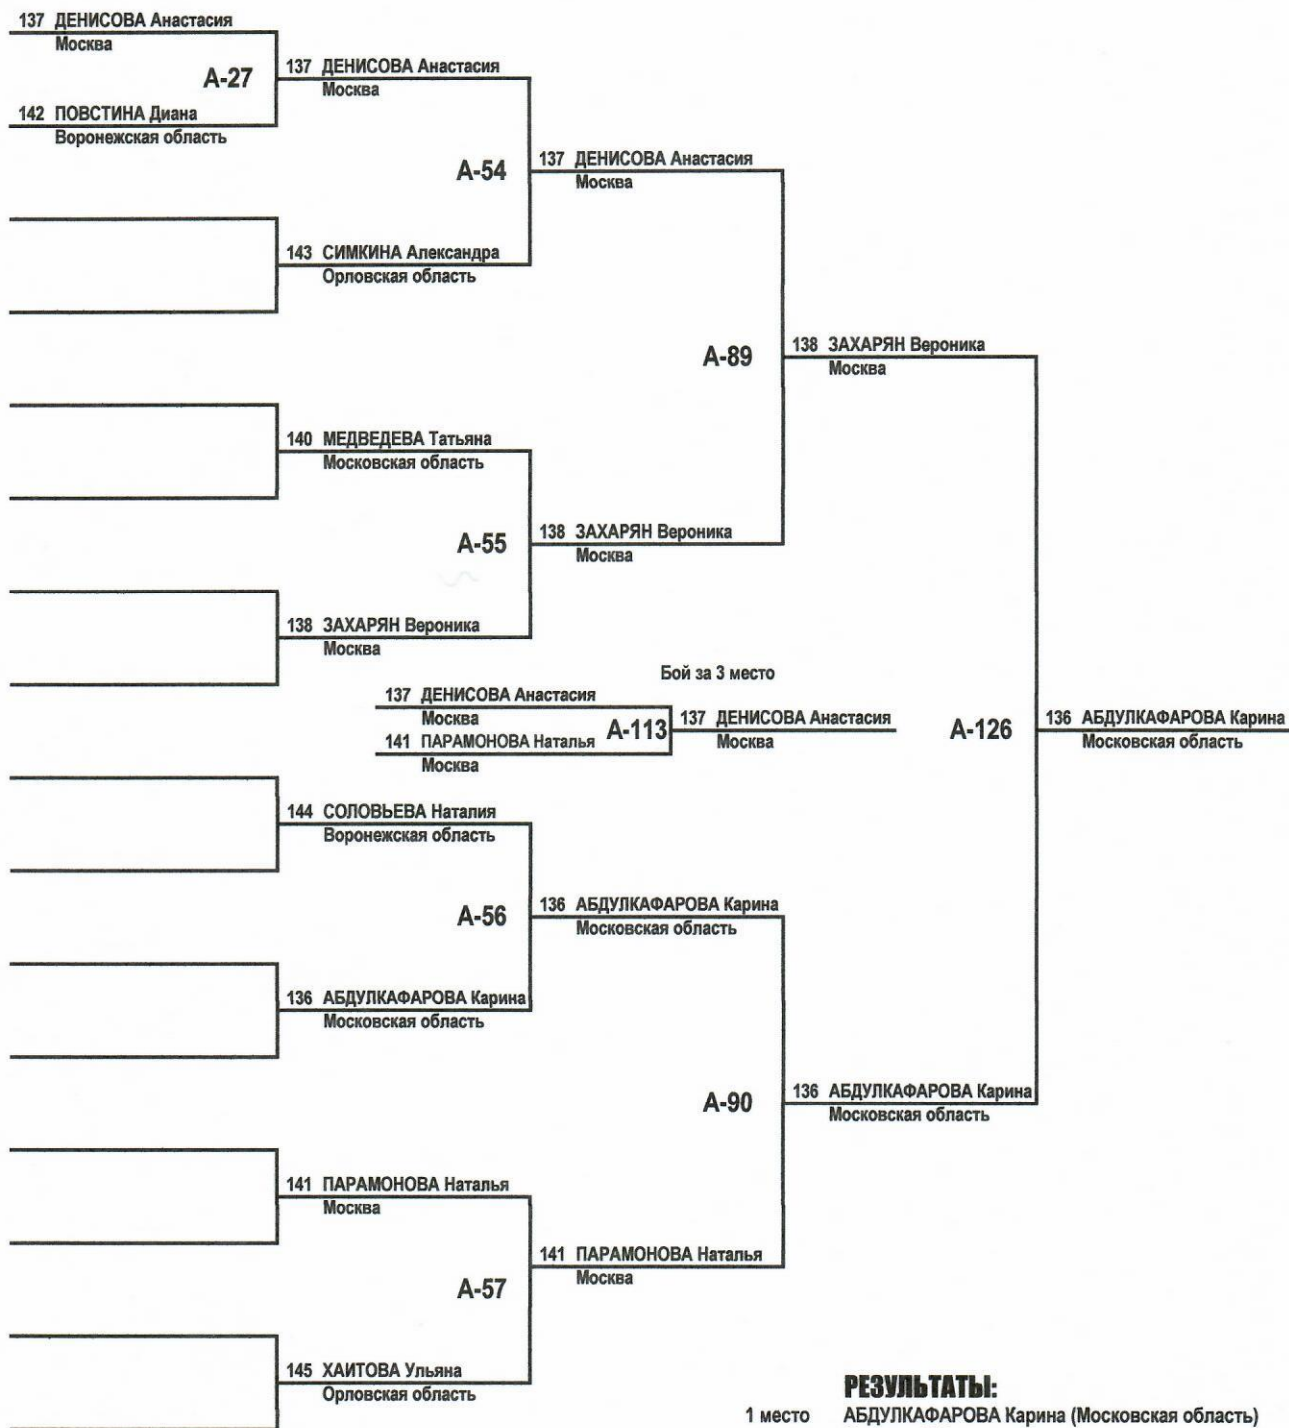 137 ДЕНИСОВА Анастасия
Москва
А-27
142 ПОВСТИНА Диана
Воронежская область
137 ДЕНИСОВА Анастасия
Москва
А-54
143 СИМКИНА Александра
Орловская область
137 ДЕНИСОВА Анастасия
Москва
А-89
140 МЕДВЕДЕВА Татьяна
Московская область
А-55
138 ЗАХАРЯН Вероника
Москва
138 ЗАХАРЯН Вероника
Москва
138 ЗАХАРЯН Вероника
Москва
Бой за 3 место
137 ДЕНИСОВА Анастасия
Москва
А-113
141 ПАРАМОНОВА Наталья
Москва
137 ДЕНИСОВА Анастасия
Москва
А-126
136 АБДУЛКАФАРОВА Карина
Московская область
144 СОЛОВЬЕВА Наталия
Воронежская область
А-56
136 АБДУЛКАФАРОВА Карина
Московская область
136 АБДУЛКАФАРОВА Карина
Московская область
А-90
136 АБДУЛКАФАРОВА Карина
Московская область
141 ПАРАМОНОВА Наталья
Москва
А-57
141 ПАРАМОНОВА Наталья
Москва
145 ХАИТОВА Ульяна
Орловская область
РЕЗУЛЬТАТЫ:
1 место АБДУЛКАФАРОВА Карина (Московская область)